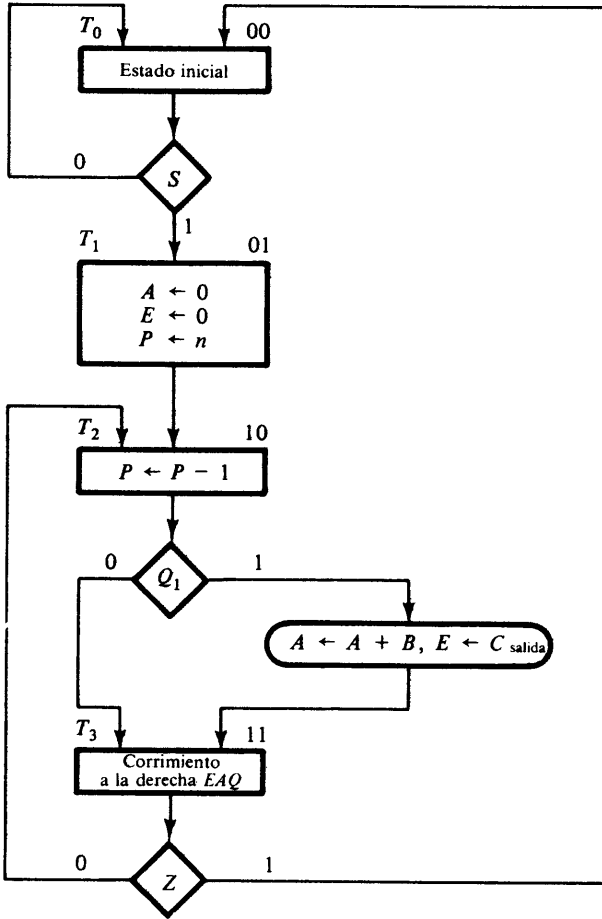 T₀ 00
Estado inicial
0 S
1
T₁ 01
A ← 0
E ← 0
P ← n
T₂ 10
P ← P − 1
0 Q₁ 1
A ← A + B, E ← C salida
T₃ 11
Corrimiento
a la derecha EAQ
0 Z 1